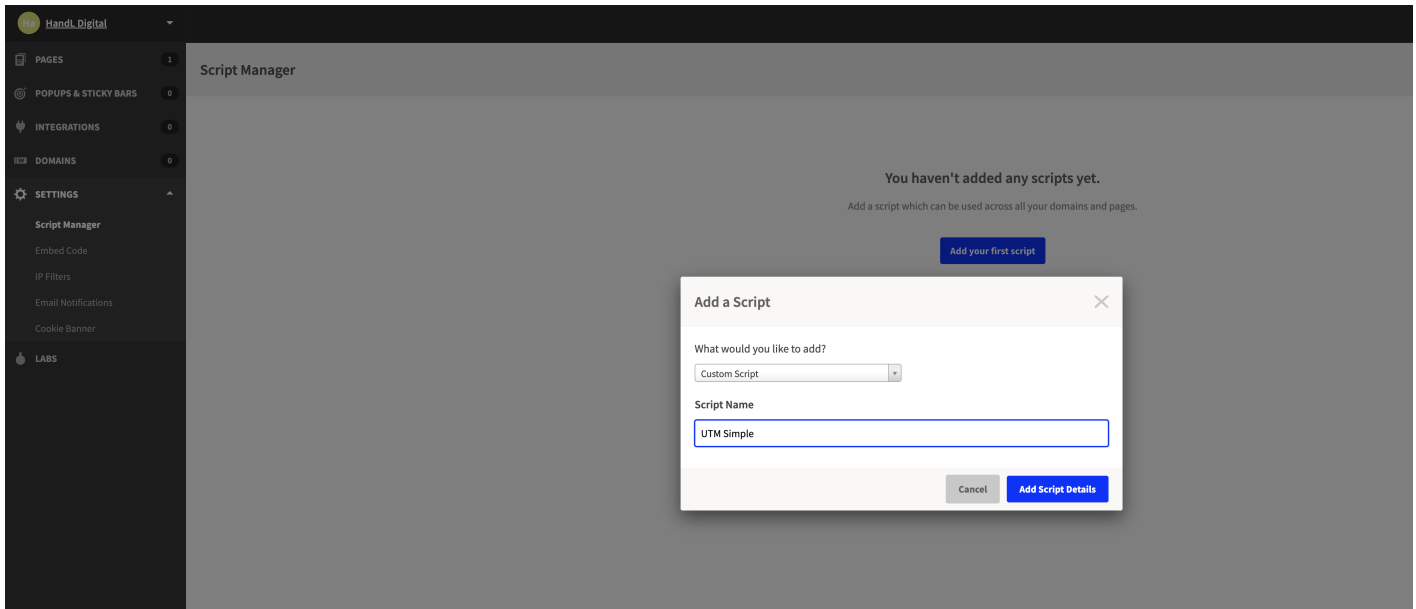 Ha HandL Digital
PAGES 1
POPUPS & STICKY BARS 0
INTEGRATIONS 0
DOMAINS 0
SETTINGS
Script Manager
Embed Code
IP Filters
Email Notifications
Cookie Banner
LABS
Script Manager
You haven't added any scripts yet.
Add a script which can be used across all your domains and pages.
Add your first script
Add a Script
What would you like to add?
Custom Script
Script Name
UTM Simple
Cancel Add Script Details